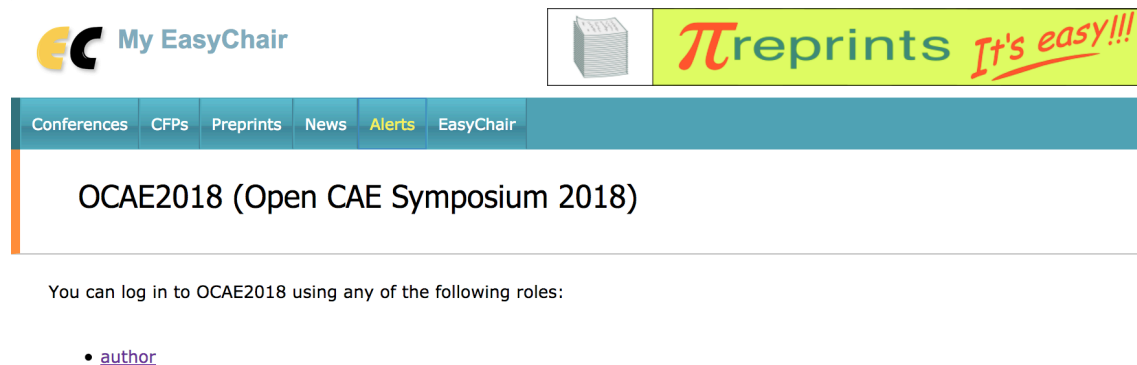 EC My EasyChair
πreprints It's easy!!!
Conferences CFPs Preprints News Alerts EasyChair
OCAE2018 (Open CAE Symposium 2018)
You can log in to OCAE2018 using any of the following roles:
• author